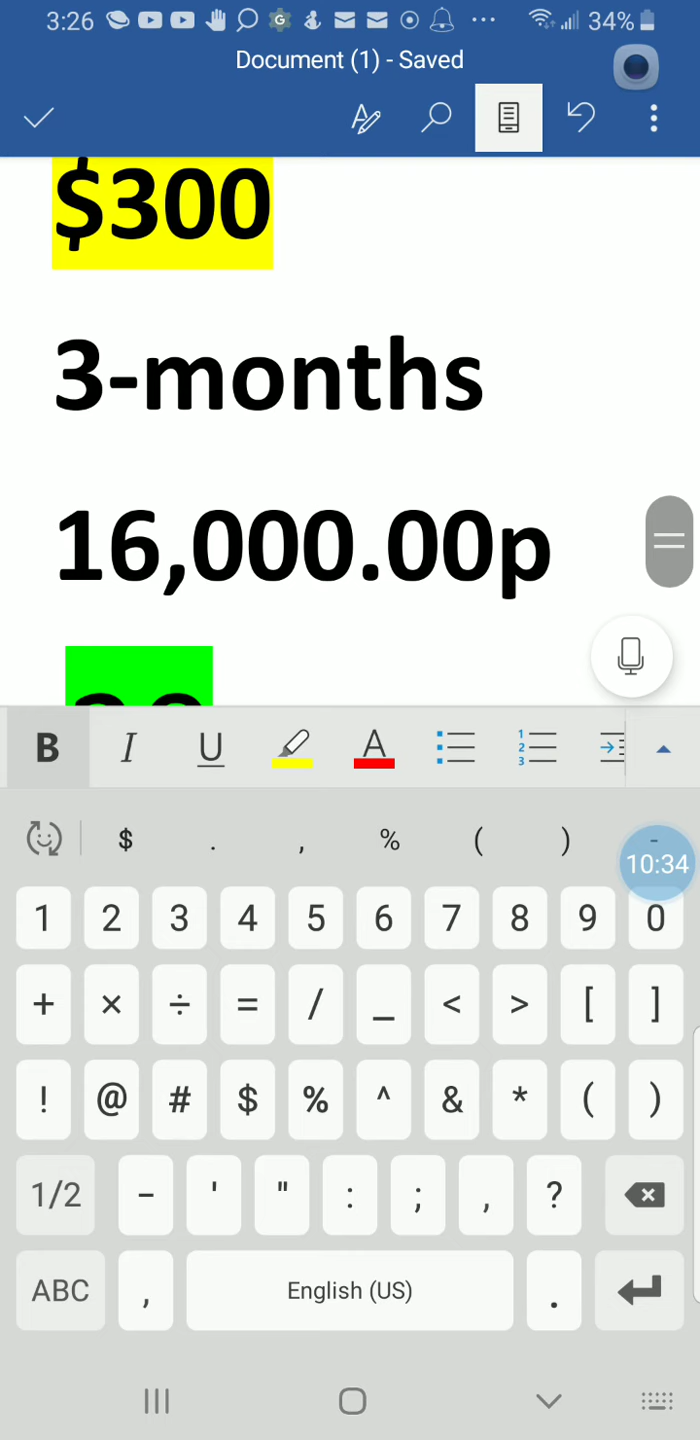 3:26 34%
Document (1) - Saved
$300
3-months
16,000.00p
B I U A
$ . , % ( ) -
10:34
1 2 3 4 5 6 7 8 9 0
+ × ÷ = / _ < > [ ]
! @ # $ % ^ & * ( )
1/2 - ' " : ; , ?
ABC , English (US) .